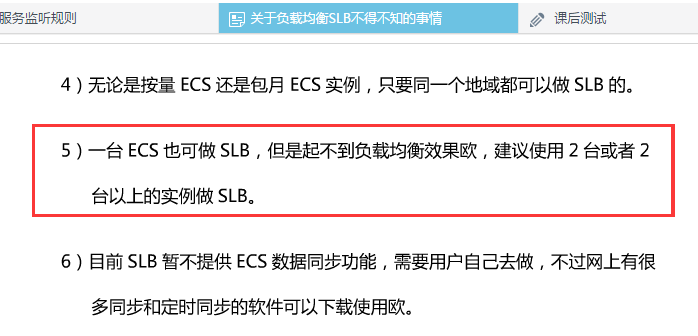 服务监听规则
关于负载均衡SLB不得不知的事情
课后测试
4）无论是按量 ECS 还是包月 ECS 实例，只要同一个地域都可以做 SLB 的。
5）一台 ECS 也可做 SLB，但是起不到负载均衡效果欧，建议使用 2 台或者 2
台以上的实例做 SLB。
6）目前 SLB 暂不提供 ECS 数据同步功能，需要用户自己去做，不过网上有很
多同步和定时同步的软件可以下载使用欧。